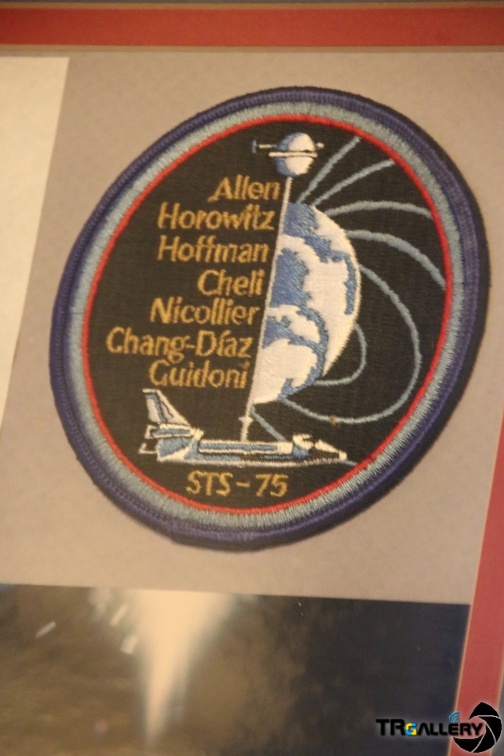 Allen
Horowitz
Hoffman
Cheli
Nicollier
Chang-Díaz
Guidoni
STS-75
TRGALLERY